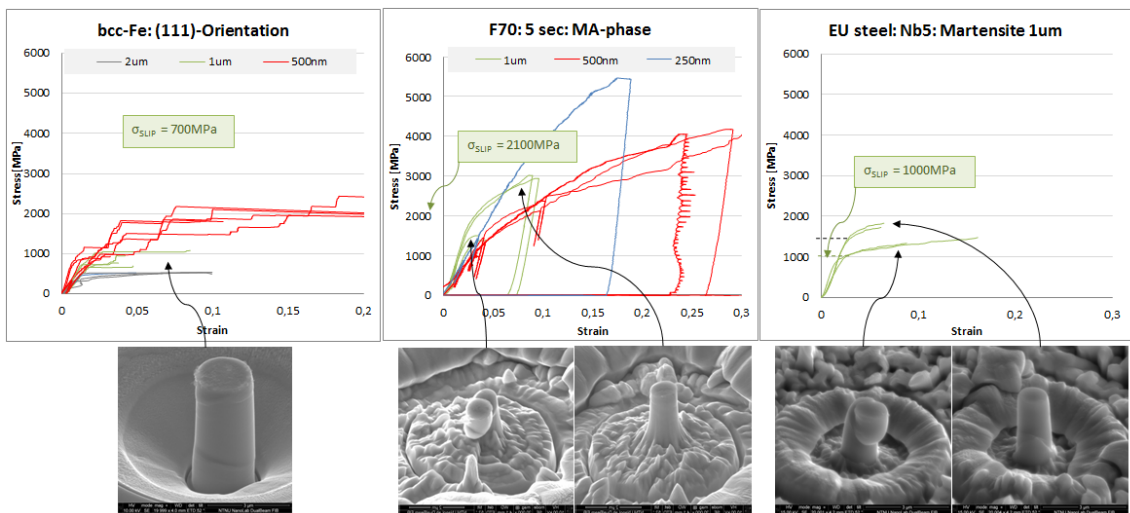 bcc-Fe: (111)-Orientation
2um 1um 500nm
6000
5000
4000
3000
2000
1000
0
Stress[MPa]
σSLIP = 700MPa
0 0,05 0,1 0,15 0,2
Strain
F70: 5 sec: MA-phase
1um 500nm 250nm
6000
5000
4000
3000
2000
1000
0
Stress [MPa]
σSLIP = 2100MPa
0 0,05 0,1 0,15 0,2 0,25 0,3
Strain
EU steel: Nb5: Martensite 1um
6000
5000
4000
3000
2000
1000
0
Stress [MPa]
σSLIP = 1000MPa
0 0,1 0,2 0,3
Strain